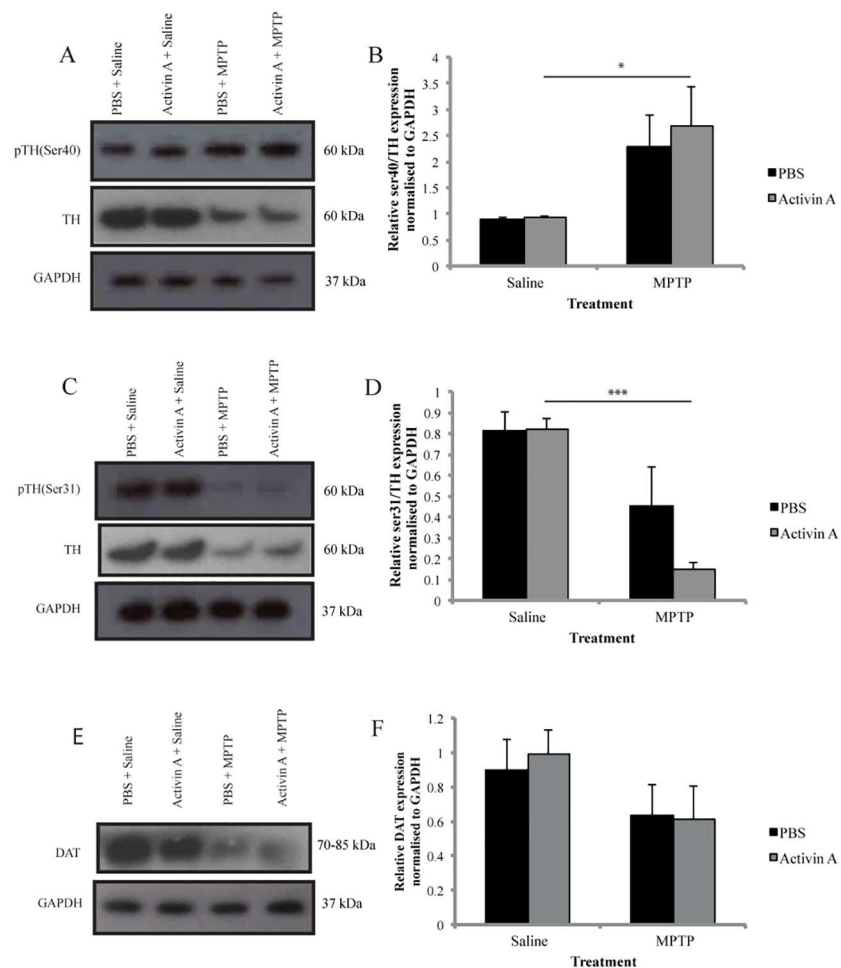 A
PBS + Saline
Activin A + Saline
PBS + MPTP
Activin A + MPTP
pTH(Ser40)
60 kDa
TH
60 kDa
GAPDH
37 kDa
B
Relative ser40/TH expression
normalised to GAPDH
4
3.5
3
2.5
2
1.5
1
0.5
0
*
Saline
MPTP
Treatment
PBS
Activin A
C
PBS + Saline
Activin A + Saline
PBS + MPTP
Activin A + MPTP
pTH(Ser31)
60 kDa
TH
60 kDa
GAPDH
37 kDa
D
Relative ser31/TH expression
normalised to GAPDH
1
0.9
0.8
0.7
0.6
0.5
0.4
0.3
0.2
0.1
0
***
Saline
MPTP
Treatment
PBS
Activin A
E
PBS + Saline
Activin A + Saline
PBS + MPTP
Activin A + MPTP
DAT
70-85 kDa
GAPDH
37 kDa
F
Relative DAT expression
normalised to GAPDH
1.2
1
0.8
0.6
0.4
0.2
0
Saline
MPTP
Treatment
PBS
Activin A